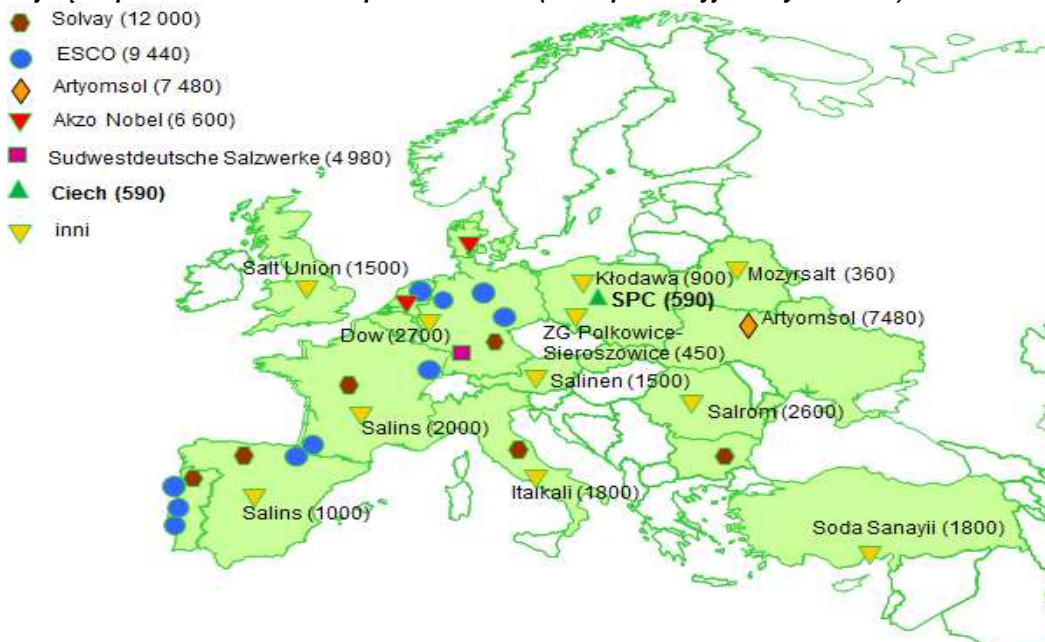 Solvay (12 000)
ESCO (9 440)
Artyomsol (7 480)
Akzo Nobel (6 600)
Sudwestdeutsche Salzwerke (4 980)
Ciech (590)
inni
Salt Union (1500)
Kłodawa (900)
Mozyrsalt (360)
SPC (590)
Artyomsol (7480)
Dow (2700)
ZG Polkowice-
Sieroszowice (450)
Salinen (1500)
Salrom (2600)
Salins (2000)
Italkali (1800)
Salins (1000)
Soda Sanayii (1800)